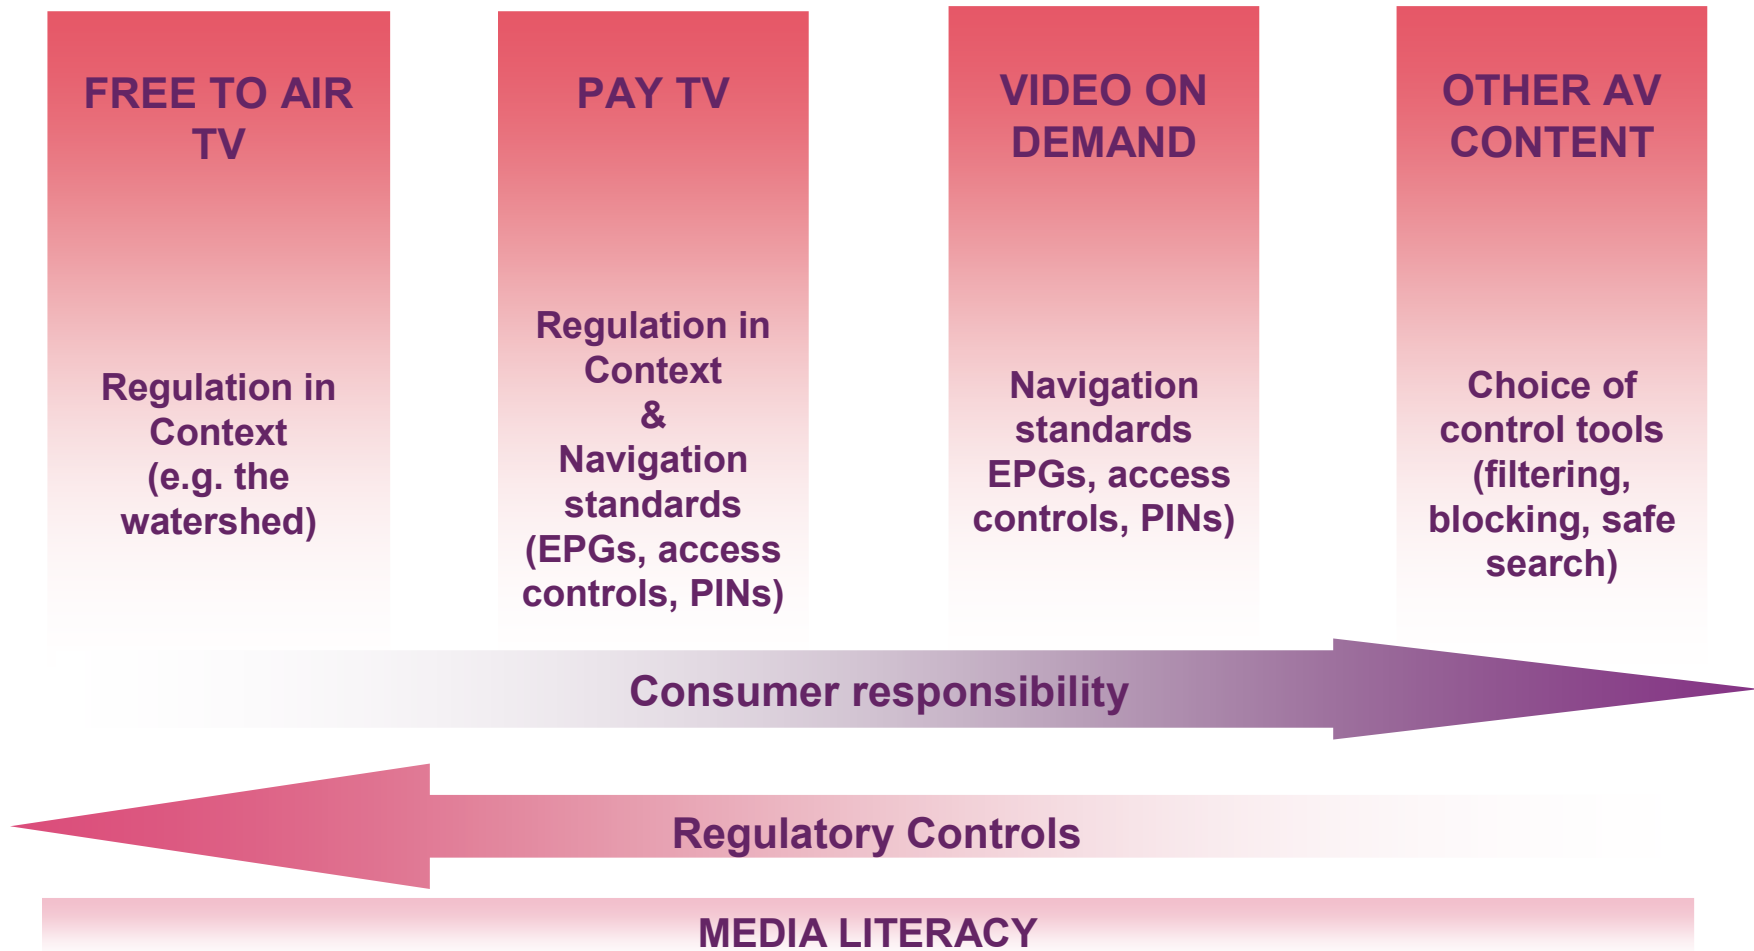 FREE TO AIR
TV
Regulation in
Context
(e.g. the
watershed)
PAY TV
Regulation in
Context
&
Navigation
standards
(EPGs, access
controls, PINs)
VIDEO ON
DEMAND
Navigation
standards
EPGs, access
controls, PINs)
OTHER AV
CONTENT
Choice of
control tools
(filtering,
blocking, safe
search)
Consumer responsibility
Regulatory Controls
MEDIA LITERACY